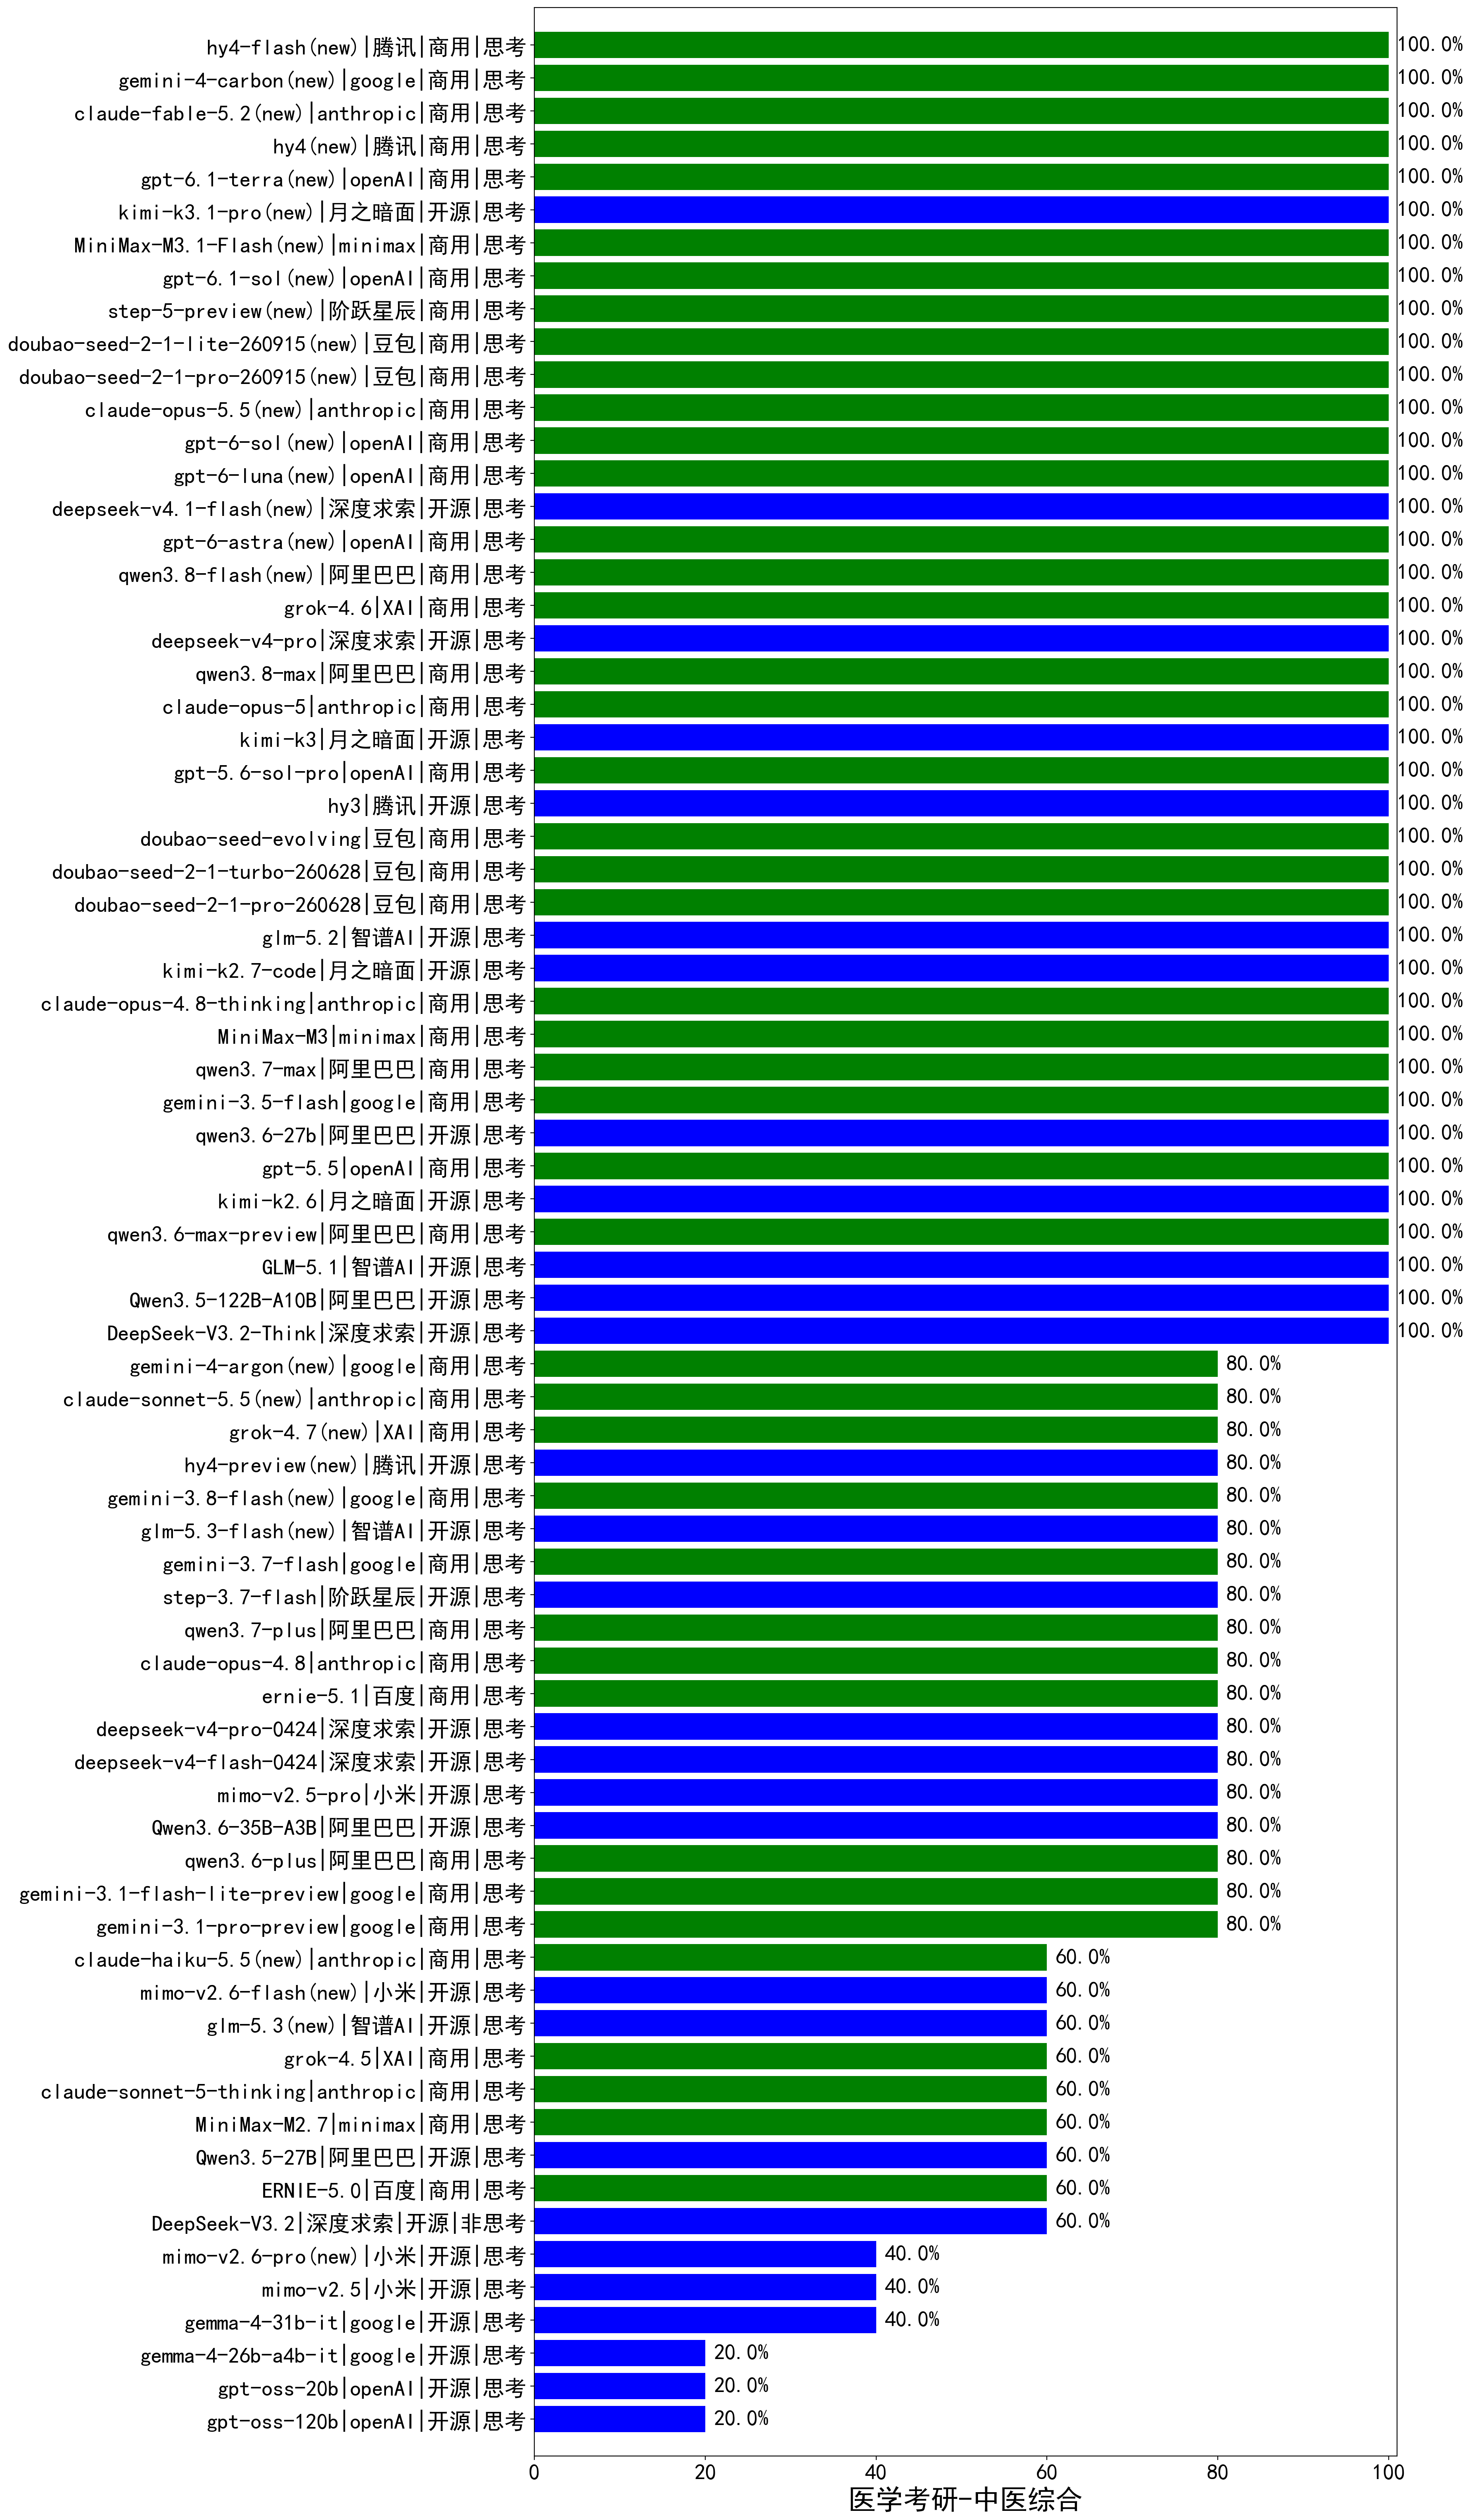 hy4-flash(new)|腾讯|商用|思考 100.0%
gemini-4-carbon(new)|google|商用|思考 100.0%
claude-fable-5.2(new)|anthropic|商用|思考 100.0%
hy4(new)|腾讯|商用|思考 100.0%
gpt-6.1-terra(new)|openAI|商用|思考 100.0%
kimi-k3.1-pro(new)|月之暗面|开源|思考 100.0%
MiniMax-M3.1-Flash(new)|minimax|商用|思考 100.0%
gpt-6.1-sol(new)|openAI|商用|思考 100.0%
step-5-preview(new)|阶跃星辰|商用|思考 100.0%
doubao-seed-2-1-lite-260915(new)|豆包|商用|思考 100.0%
doubao-seed-2-1-pro-260915(new)|豆包|商用|思考 100.0%
claude-opus-5.5(new)|anthropic|商用|思考 100.0%
gpt-6-sol(new)|openAI|商用|思考 100.0%
gpt-6-luna(new)|openAI|商用|思考 100.0%
deepseek-v4.1-flash(new)|深度求索|开源|思考 100.0%
gpt-6-astra(new)|openAI|商用|思考 100.0%
qwen3.8-flash(new)|阿里巴巴|商用|思考 100.0%
grok-4.6|XAI|商用|思考 100.0%
deepseek-v4-pro|深度求索|开源|思考 100.0%
qwen3.8-max|阿里巴巴|商用|思考 100.0%
claude-opus-5|anthropic|商用|思考 100.0%
kimi-k3|月之暗面|开源|思考 100.0%
gpt-5.6-sol-pro|openAI|商用|思考 100.0%
hy3|腾讯|开源|思考 100.0%
doubao-seed-evolving|豆包|商用|思考 100.0%
doubao-seed-2-1-turbo-260628|豆包|商用|思考 100.0%
doubao-seed-2-1-pro-260628|豆包|商用|思考 100.0%
glm-5.2|智谱AI|开源|思考 100.0%
kimi-k2.7-code|月之暗面|开源|思考 100.0%
claude-opus-4.8-thinking|anthropic|商用|思考 100.0%
MiniMax-M3|minimax|商用|思考 100.0%
qwen3.7-max|阿里巴巴|商用|思考 100.0%
gemini-3.5-flash|google|商用|思考 100.0%
qwen3.6-27b|阿里巴巴|开源|思考 100.0%
gpt-5.5|openAI|商用|思考 100.0%
kimi-k2.6|月之暗面|开源|思考 100.0%
qwen3.6-max-preview|阿里巴巴|商用|思考 100.0%
GLM-5.1|智谱AI|开源|思考 100.0%
Qwen3.5-122B-A10B|阿里巴巴|开源|思考 100.0%
DeepSeek-V3.2-Think|深度求索|开源|思考 100.0%
gemini-4-argon(new)|google|商用|思考 80.0%
claude-sonnet-5.5(new)|anthropic|商用|思考 80.0%
grok-4.7(new)|XAI|商用|思考 80.0%
hy4-preview(new)|腾讯|开源|思考 80.0%
gemini-3.8-flash(new)|google|商用|思考 80.0%
glm-5.3-flash(new)|智谱AI|开源|思考 80.0%
gemini-3.7-flash|google|商用|思考 80.0%
step-3.7-flash|阶跃星辰|开源|思考 80.0%
qwen3.7-plus|阿里巴巴|商用|思考 80.0%
claude-opus-4.8|anthropic|商用|思考 80.0%
ernie-5.1|百度|商用|思考 80.0%
deepseek-v4-pro-0424|深度求索|开源|思考 80.0%
deepseek-v4-flash-0424|深度求索|开源|思考 80.0%
mimo-v2.5-pro|小米|开源|思考 80.0%
Qwen3.6-35B-A3B|阿里巴巴|开源|思考 80.0%
qwen3.6-plus|阿里巴巴|商用|思考 80.0%
gemini-3.1-flash-lite-preview|google|商用|思考 80.0%
gemini-3.1-pro-preview|google|商用|思考 80.0%
claude-haiku-5.5(new)|anthropic|商用|思考 60.0%
mimo-v2.6-flash(new)|小米|开源|思考 60.0%
glm-5.3(new)|智谱AI|开源|思考 60.0%
grok-4.5|XAI|商用|思考 60.0%
claude-sonnet-5-thinking|anthropic|商用|思考 60.0%
MiniMax-M2.7|minimax|商用|思考 60.0%
Qwen3.5-27B|阿里巴巴|开源|思考 60.0%
ERNIE-5.0|百度|商用|思考 60.0%
DeepSeek-V3.2|深度求索|开源|非思考 60.0%
mimo-v2.6-pro(new)|小米|开源|思考 40.0%
mimo-v2.5|小米|开源|思考 40.0%
gemma-4-31b-it|google|开源|思考 40.0%
gemma-4-26b-a4b-it|google|开源|思考 20.0%
gpt-oss-20b|openAI|开源|思考 20.0%
gpt-oss-120b|openAI|开源|思考 20.0%
0 20 40 60 80 100
医学考研-中医综合